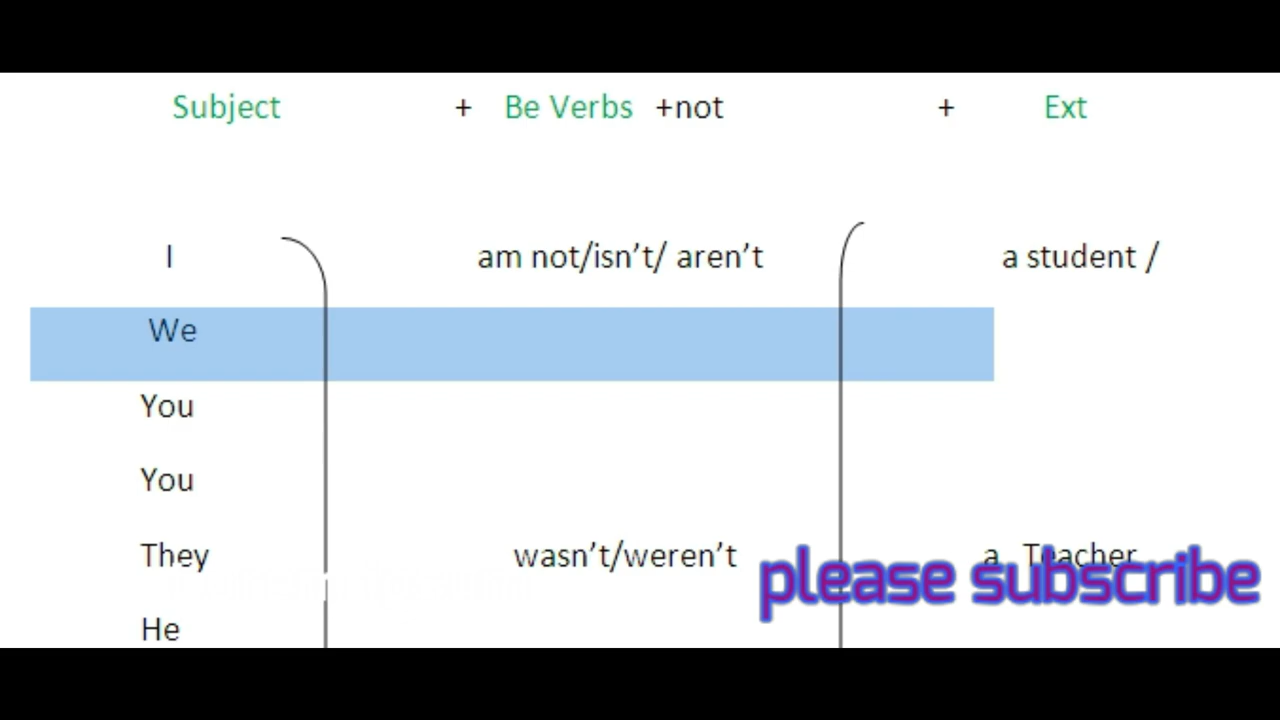 Subject + Be Verbs +not + Ext
I am not/isn't/ aren't a student /
We
You
You
They wasn't/weren't a Teacher
please subscribe
He